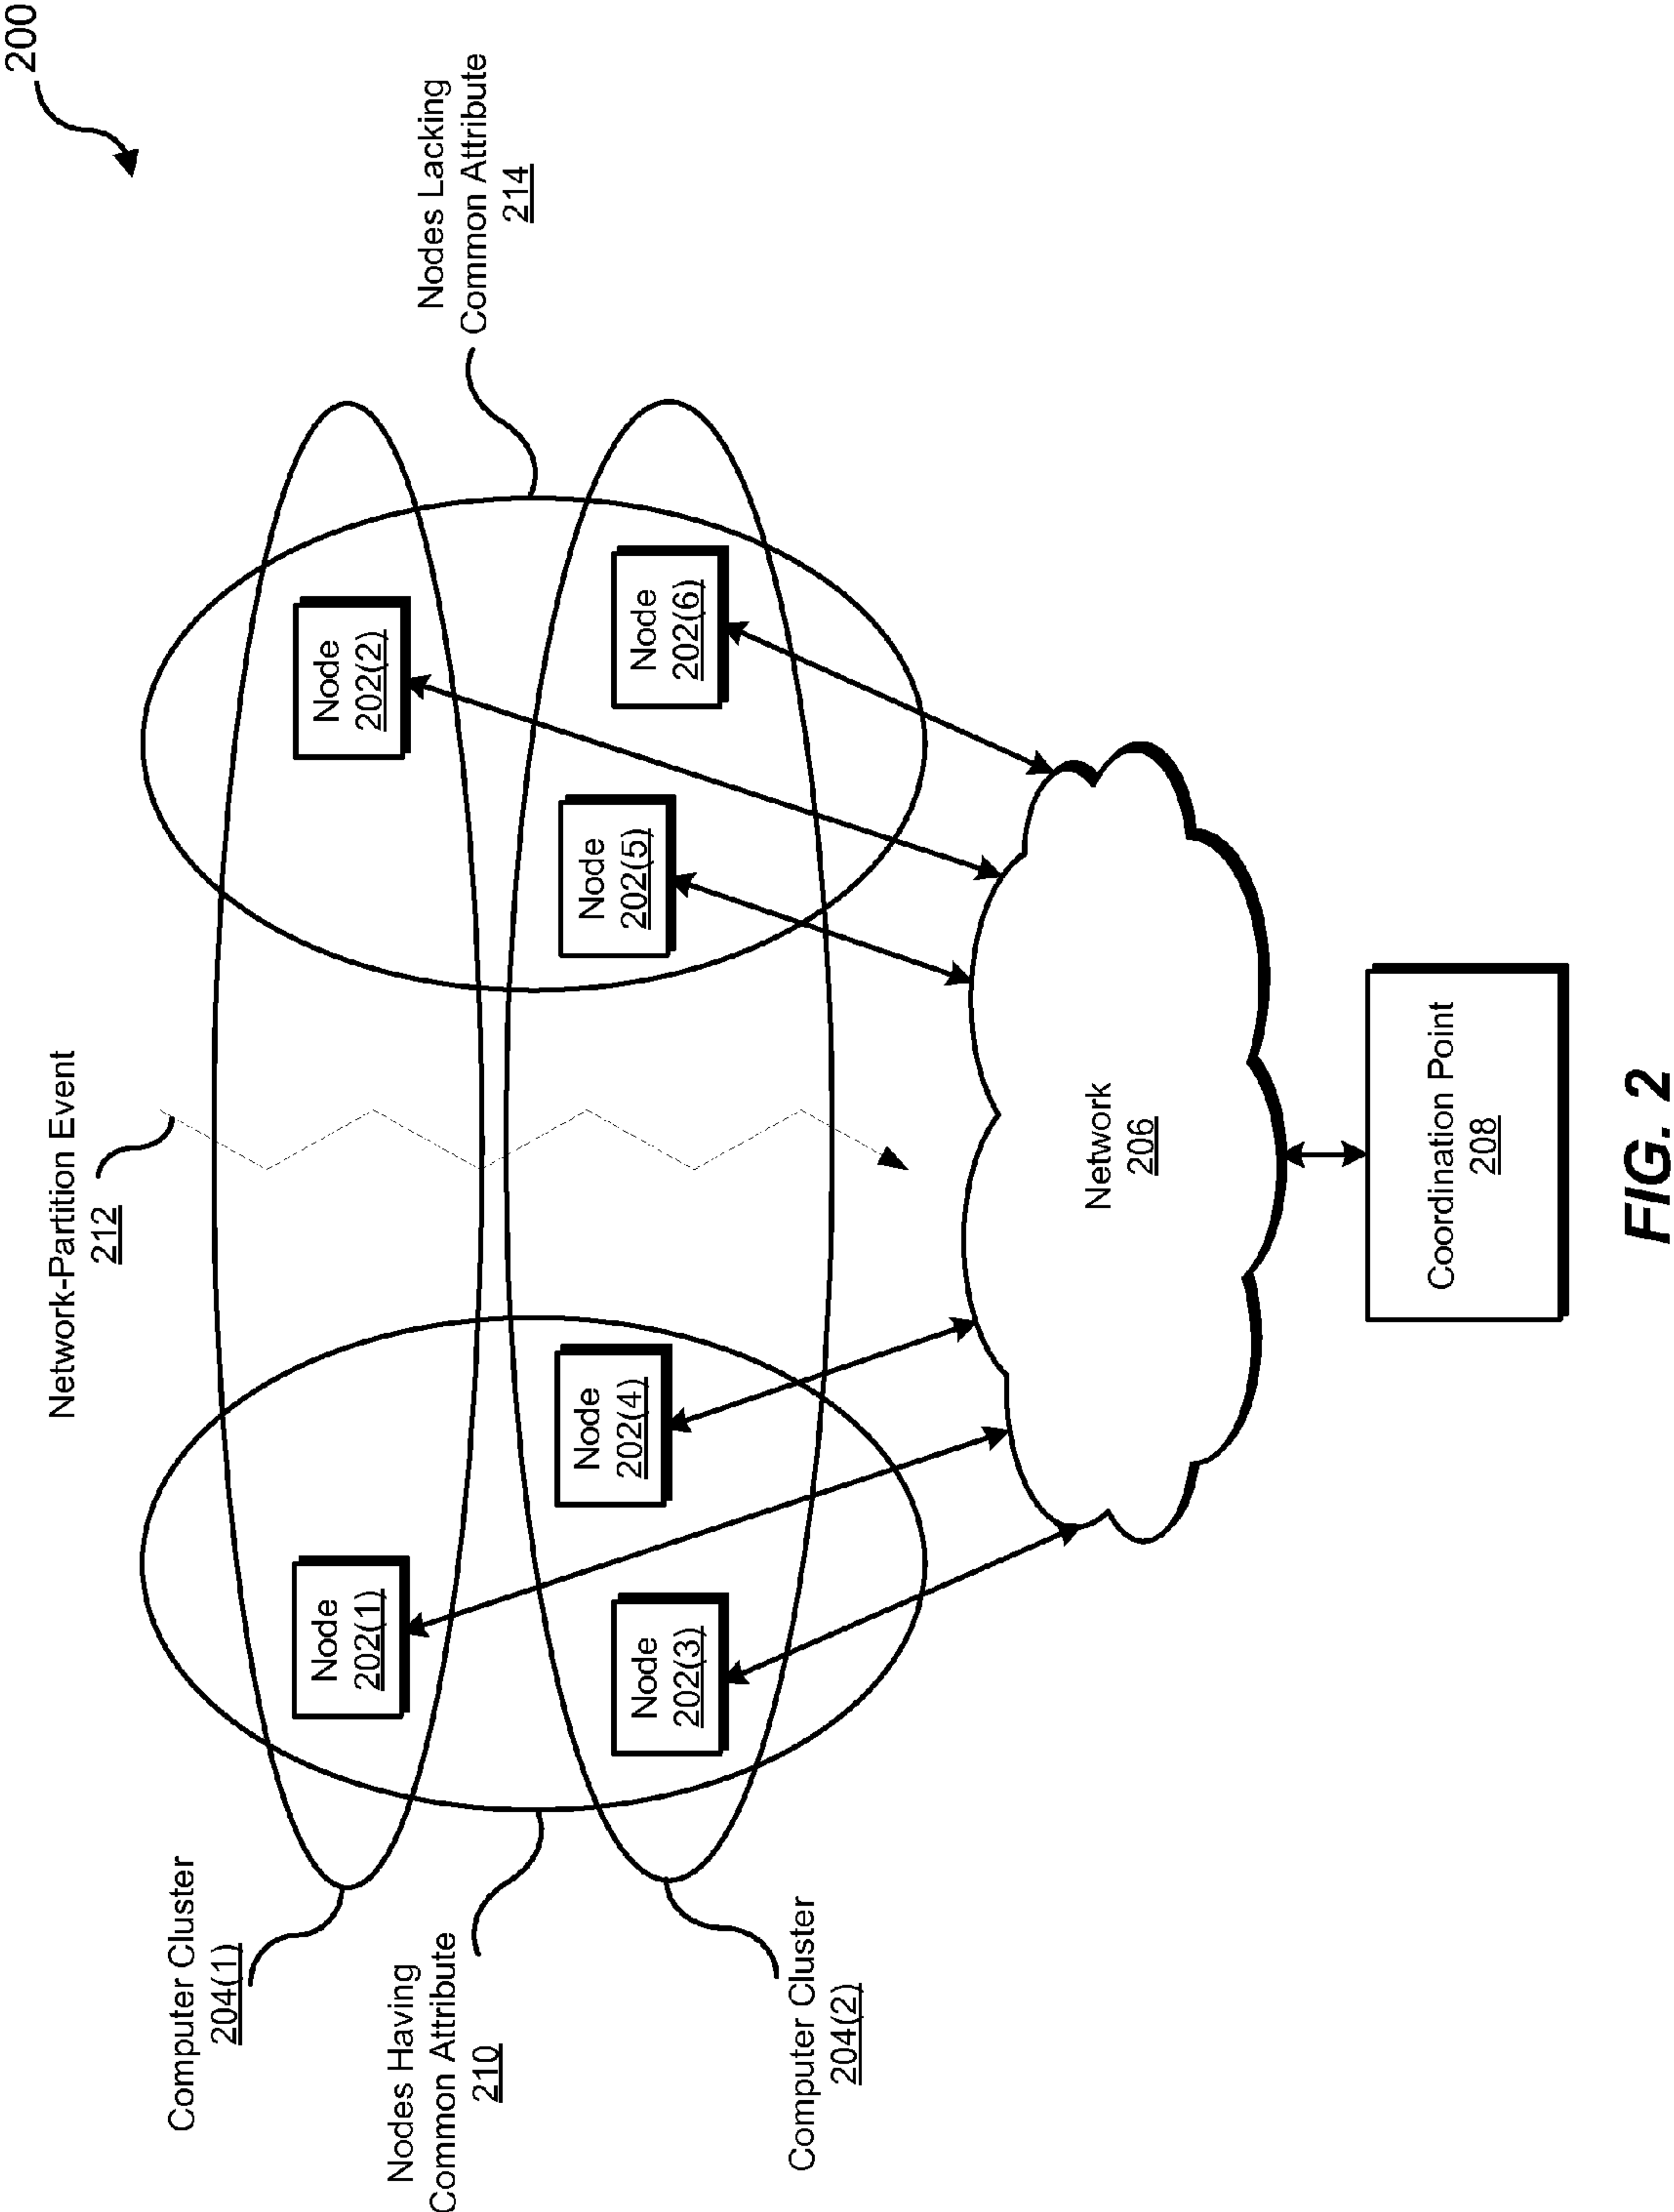 200
Network-Partition Event
212
Computer Cluster
204(1)
Nodes Having
Common Attribute
210
Computer Cluster
204(2)
Nodes Lacking
Common Attribute
214
Node
202(1)
Node
202(2)
Node
202(3)
Node
202(4)
Node
202(5)
Node
202(6)
Network
206
Coordination Point
208
FIG. 2